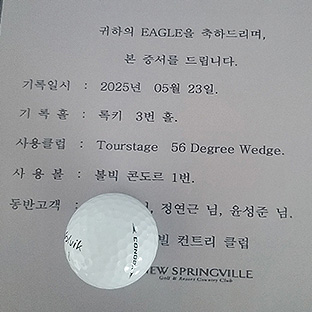 귀하의 EAGLE을 축하드리며,
본 증서를 드립니다.
기록일시 : 2025년 05월 23일.
기 록 홀 : 록키 3번 홀.
사용클럽 : Tourstage 56 Degree Wedge.
사 용 볼 : 볼빅 콘도르 1번.
동반고객 님, 정연근 님, 윤성준 님.
빌 컨트리 클럽
NEW SPRINGVILLE
Golf & Resort Country Club
Volvik
CONDOR